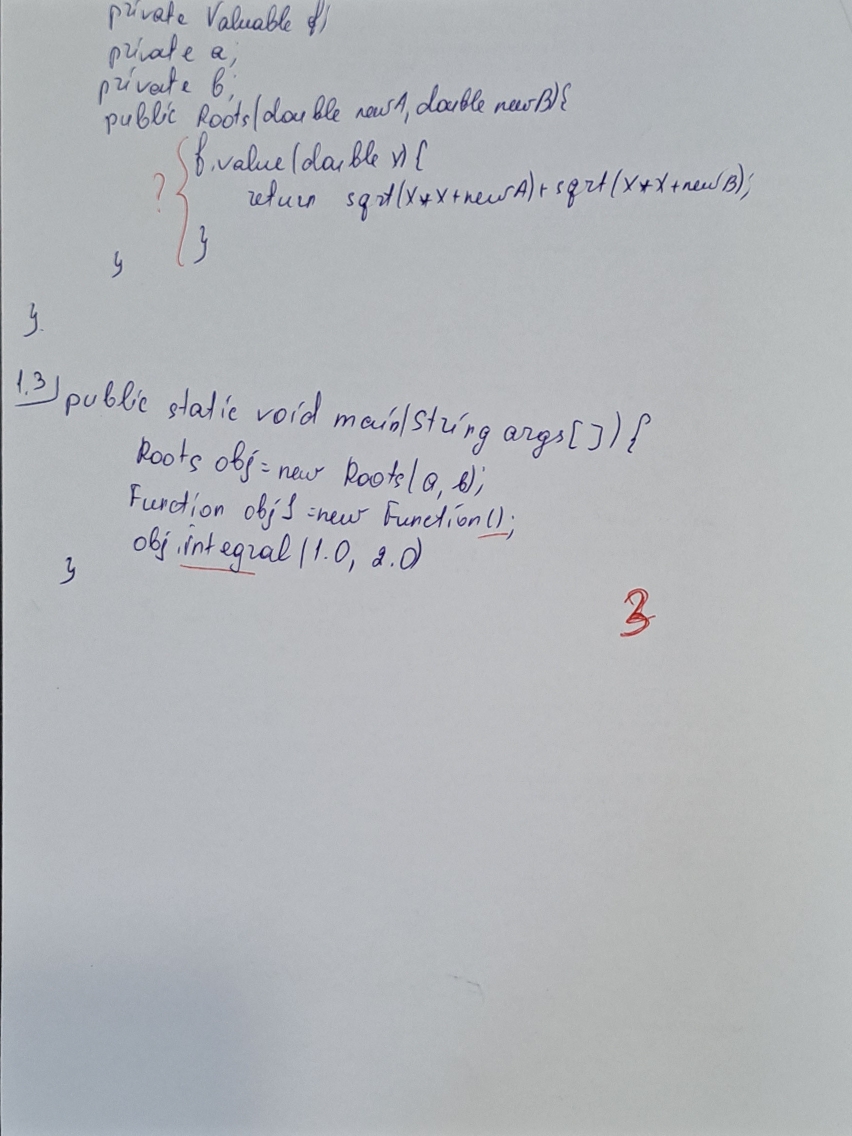 private Valuable f;
private a;
private b;
public Roots(double newA, double newB){
? { f.value(double x) {
return sqrt(x*x+newA)+sqrt(x*x+newB);
}
}
}
1.3) public static void main(String args[]) {
Roots obj=new Roots(a, b);
Function obj1=new Function();
obj.integral(1.0, 2.0)
}
3